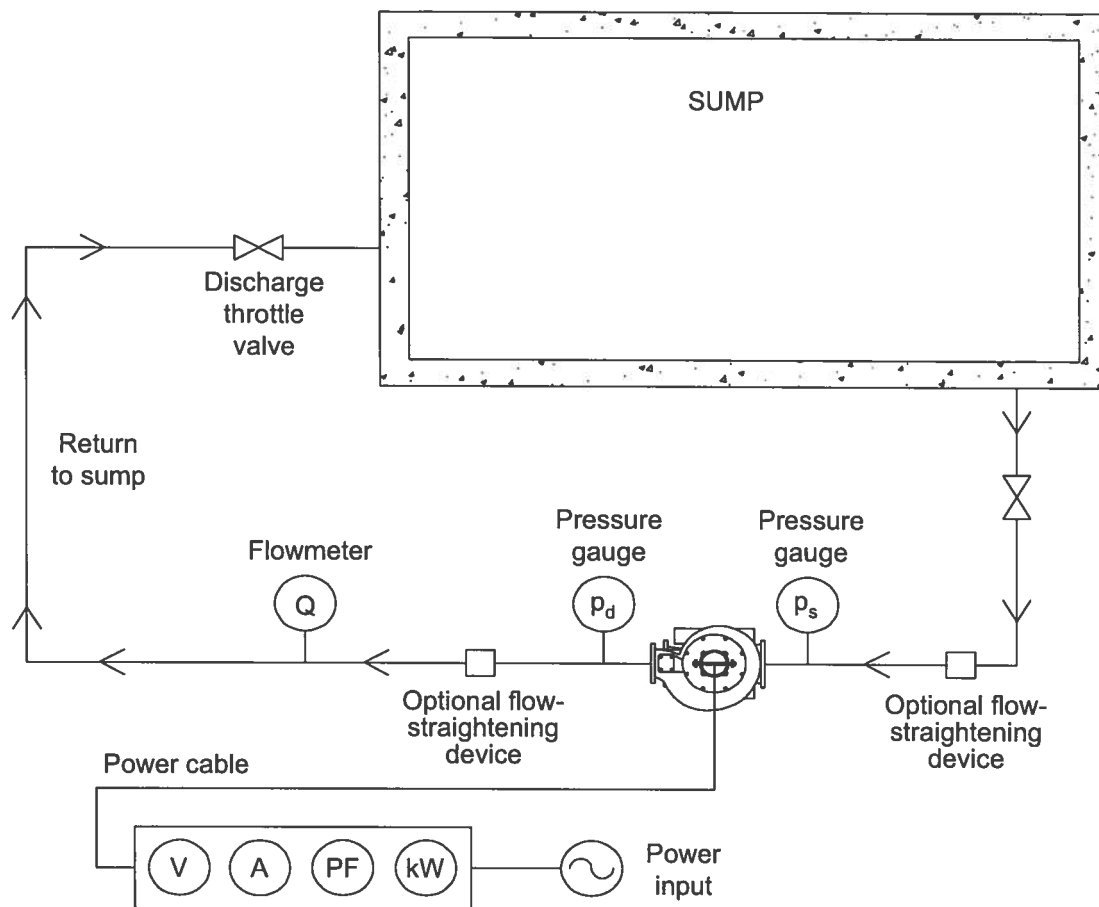 SUMP
Discharge
throttle
valve
Return
to sump
Flowmeter
Q
Pressure
gauge
p_d
Pressure
gauge
p_s
Optional flow-
straightening
device
Optional flow-
straightening
device
Power cable
V A PF kW
Power
input